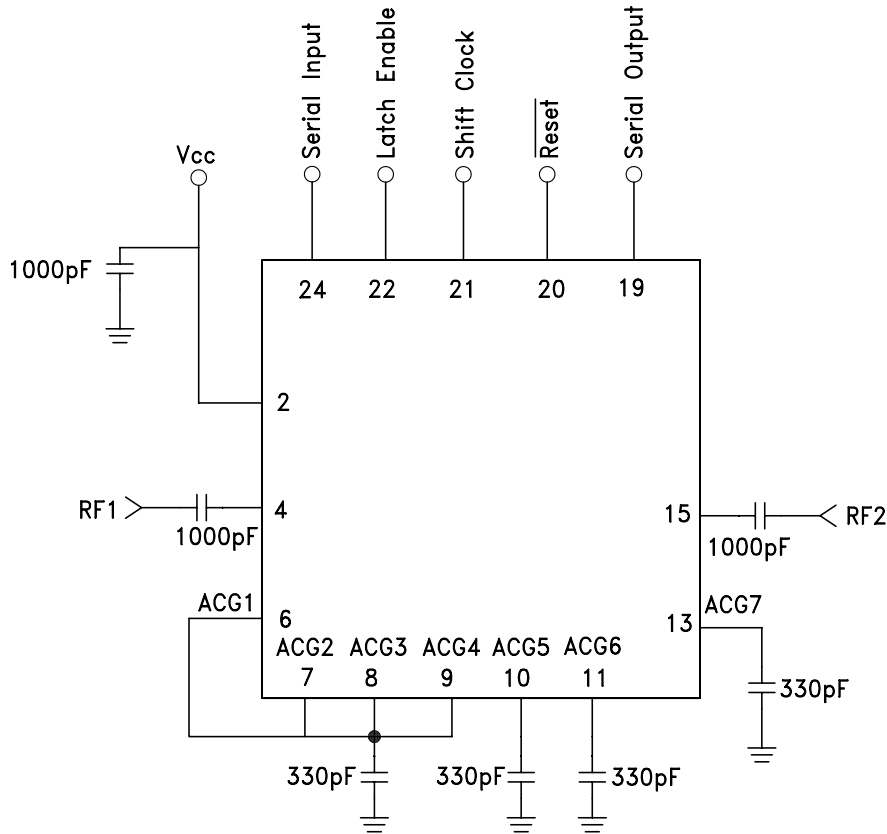 Serial Input
Latch Enable
Shift Clock
Reset
Serial Output
Vcc
1000pF
24 22 21 20 19
2
RF1
4
1000pF
15
RF2
1000pF
ACG1
6
ACG7
13
ACG2 ACG3 ACG4 ACG5 ACG6
7 8 9 10 11
330pF
330pF 330pF 330pF